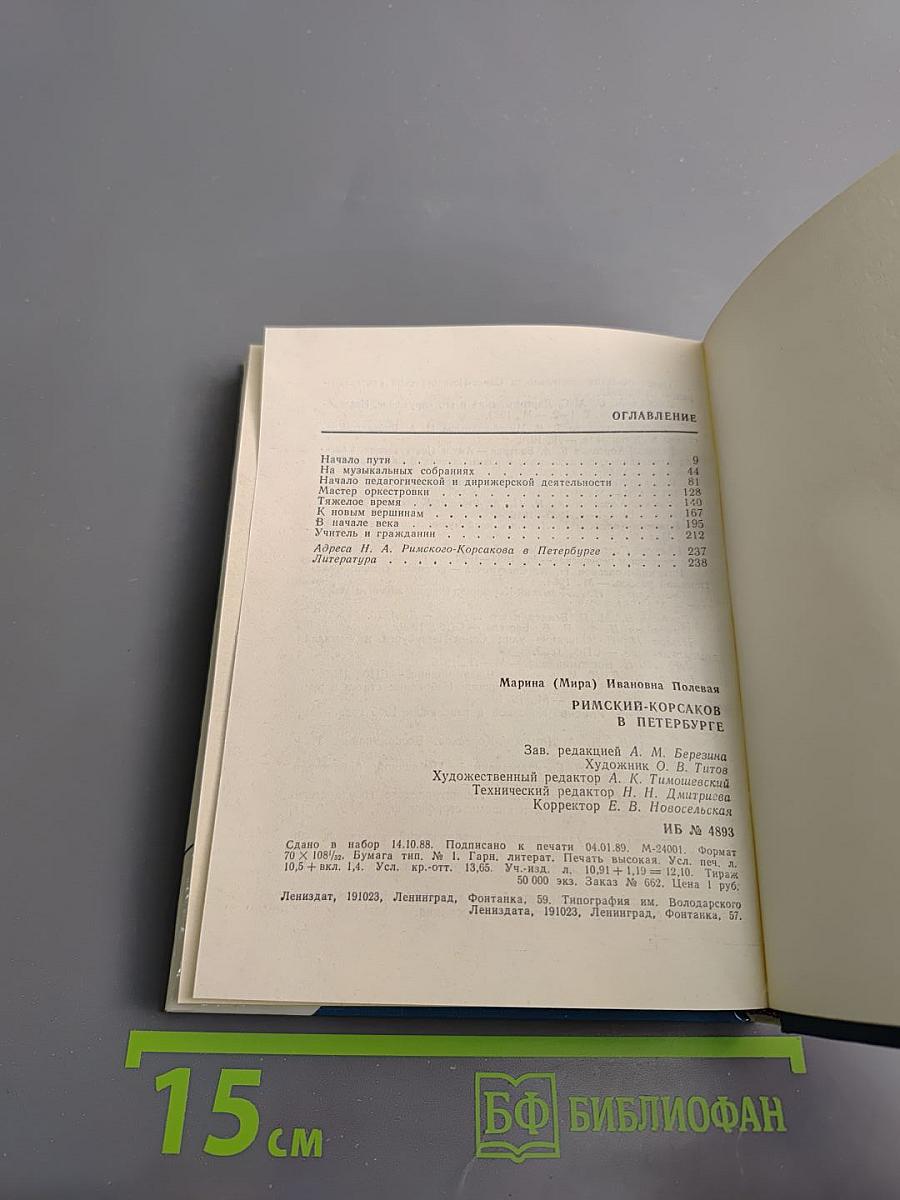 ОГЛАВЛЕНИЕ
Начало пути . . . . . . . . . . . . . . . . . . 9
На музыкальных собраниях . . . . . . . . . . . 44
Начало педагогической и дирижерской деятельности . . . . 81
Мастер оркестровки . . . . . . . . . . . . . . . 128
Тяжелое время . . . . . . . . . . . . . . . . . 140
К новым вершинам . . . . . . . . . . . . . . . 167
В начале века . . . . . . . . . . . . . . . . . 195
Учитель и гражданин . . . . . . . . . . . . . . 212
Адреса Н. А. Римского-Корсакова в Петербурге . . . . . 237
Литература . . . . . . . . . . . . . . . . . . 238
Марина (Мира) Ивановна Полевая
РИМСКИЙ-КОРСАКОВ
В ПЕТЕРБУРГЕ
Зав. редакцией А. М. Березина
Художник О. В. Титов
Художественный редактор А. К. Тимошевский
Технический редактор Н. Н. Дмитриева
Корректор Е. В. Новосельская
ИБ № 4893
Сдано в набор 14.10.88. Подписано к печати 04.01.89. М-24001. Формат
70 × 108¹/₃₂. Бумага тип. № 1. Гарн. литерат. Печать высокая. Усл. печ. л.
10,5 + вкл. 1,4. Усл. кр.-отт. 13,65. Уч.-изд. л. 10,91 + 1,19 = 12,10. Тираж
50 000 экз. Заказ № 662. Цена 1 руб.
Лениздат, 191023, Ленинград, Фонтанка, 59. Типография им. Володарского
Лениздата, 191023, Ленинград, Фонтанка, 57.
15 см
БФ БИБЛИОФАН